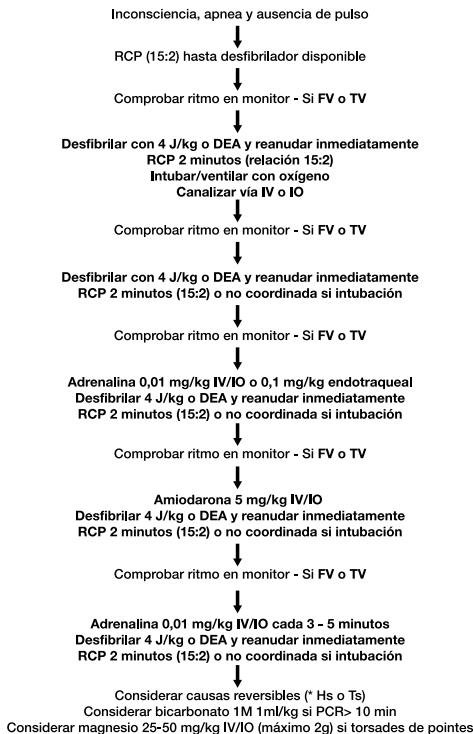 Inconsciencia, apnea y ausencia de pulso
RCP (15:2) hasta desfibrilador disponible
Comprobar ritmo en monitor - Si FV o TV
Desfibrilar con 4 J/kg o DEA y reanudar inmediatamente
RCP 2 minutos (relación 15:2)
Intubar/ventilar con oxígeno
Canalizar vía IV o IO
Comprobar ritmo en monitor - Si FV o TV
Desfibrilar con 4 J/kg o DEA y reanudar inmediatamente
RCP 2 minutos (15:2) o no coordinada si intubación
Comprobar ritmo en monitor - Si FV o TV
Adrenalina 0,01 mg/kg IV/IO o 0,1 mg/kg endotraqueal
Desfibrilar 4 J/kg o DEA y reanudar inmediatamente
RCP 2 minutos (15:2) o no coordinada si intubación
Comprobar ritmo en monitor - Si FV o TV
Amiodarona 5 mg/kg IV/IO
Desfibrilar 4 J/kg o DEA y reanudar inmediatamente
RCP 2 minutos (15:2) o no coordinada si intubación
Comprobar ritmo en monitor - Si FV o TV
Adrenalina 0,01 mg/kg IV/IO cada 3 - 5 minutos
Desfibrilar 4 J/kg o DEA y reanudar inmediatamente
RCP 2 minutos (15:2) o no coordinada si intubación
Considerar causas reversibles (* Hs o Ts)
Considerar bicarbonato 1M 1ml/kg si PCR> 10 min
Considerar magnesio 25-50 mg/kg IV/IO (máximo 2g) si torsades de pointes